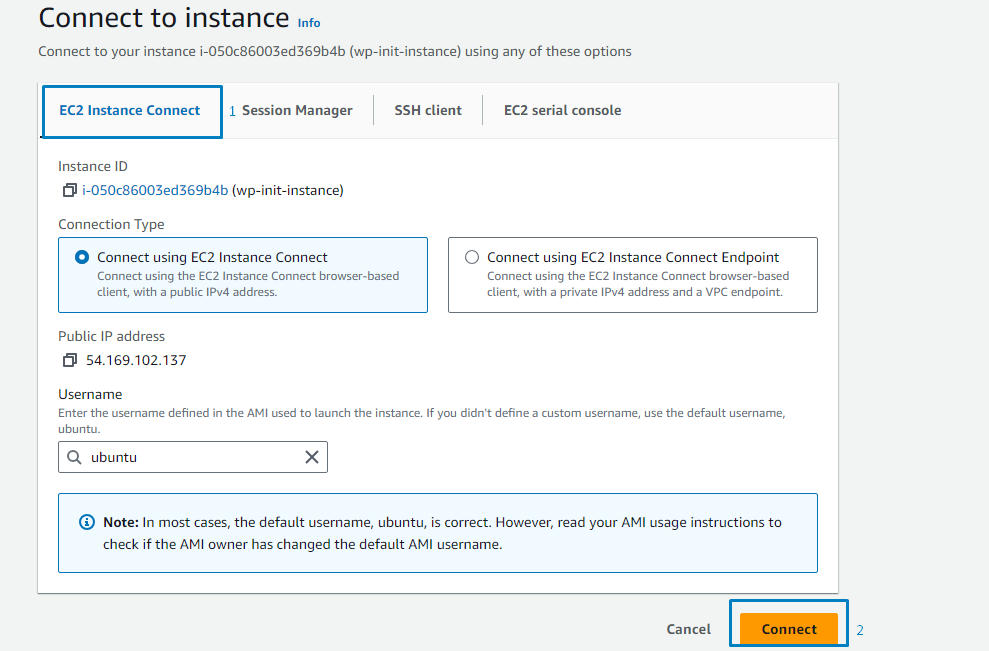 Connect to instance Info
Connect to your instance i-050c86003ed369b4b (wp-init-instance) using any of these options
EC2 Instance Connect 1 Session Manager SSH client EC2 serial console
Instance ID
i-050c86003ed369b4b (wp-init-instance)
Connection Type
Connect using EC2 Instance Connect
Connect using the EC2 Instance Connect browser-based
client, with a public IPv4 address.
Connect using EC2 Instance Connect Endpoint
Connect using the EC2 Instance Connect browser-based
client, with a private IPv4 address and a VPC endpoint.
Public IP address
54.169.102.137
Username
Enter the username defined in the AMI used to launch the instance. If you didn't define a custom username, use the default username,
ubuntu.
ubuntu
Note: In most cases, the default username, ubuntu, is correct. However, read your AMI usage instructions to
check if the AMI owner has changed the default AMI username.
Cancel Connect 2